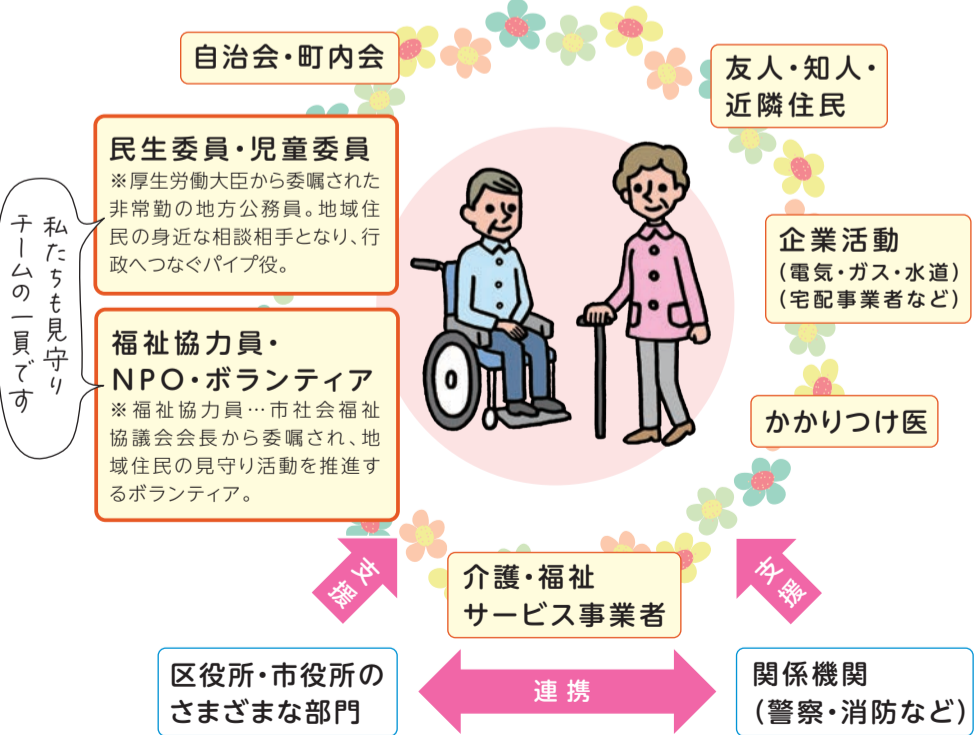 自治会・町内会
友人・知人・
近隣住民
民生委員・児童委員
※厚生労働大臣から委嘱された
非常勤の地方公務員。地域住
民の身近な相談相手となり、行
政へつなぐパイプ役。
私たちも見守り
チームの一員です
福祉協力員・
NPO・ボランティア
※福祉協力員…市社会福祉
協議会会長から委嘱され、地
域住民の見守り活動を推進す
るボランティア。
企業活動
(電気・ガス・水道)
(宅配事業者など)
かかりつけ医
支援
介護・福祉
サービス事業者
支援
区役所・市役所の
さまざまな部門
連携
関係機関
(警察・消防など)